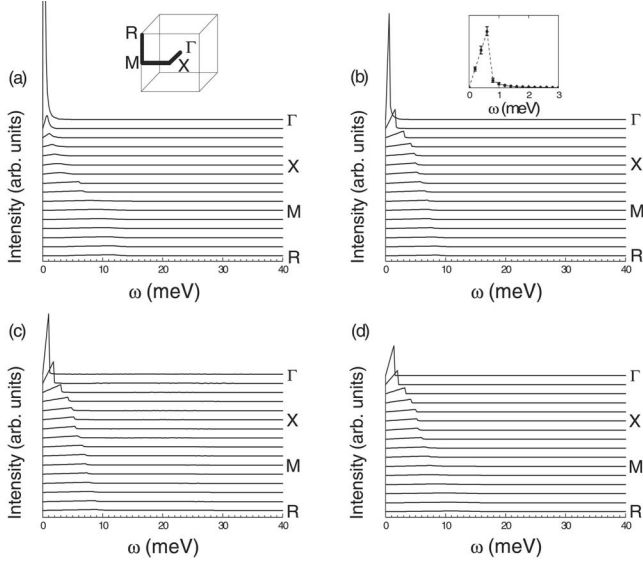 (a)
R
M
Γ
X
Γ
X
M
R
Intensity (arb. units)
0 10 20 30 40
ω (meV)
(b)
0 1 2 3
ω (meV)
Γ
X
M
R
Intensity (arb. units)
0 10 20 30 40
ω (meV)
(c)
Γ
X
M
R
Intensity (arb. units)
0 10 20 30 40
ω (meV)
(d)
Γ
X
M
R
Intensity (arb. units)
0 10 20 30 40
ω (meV)